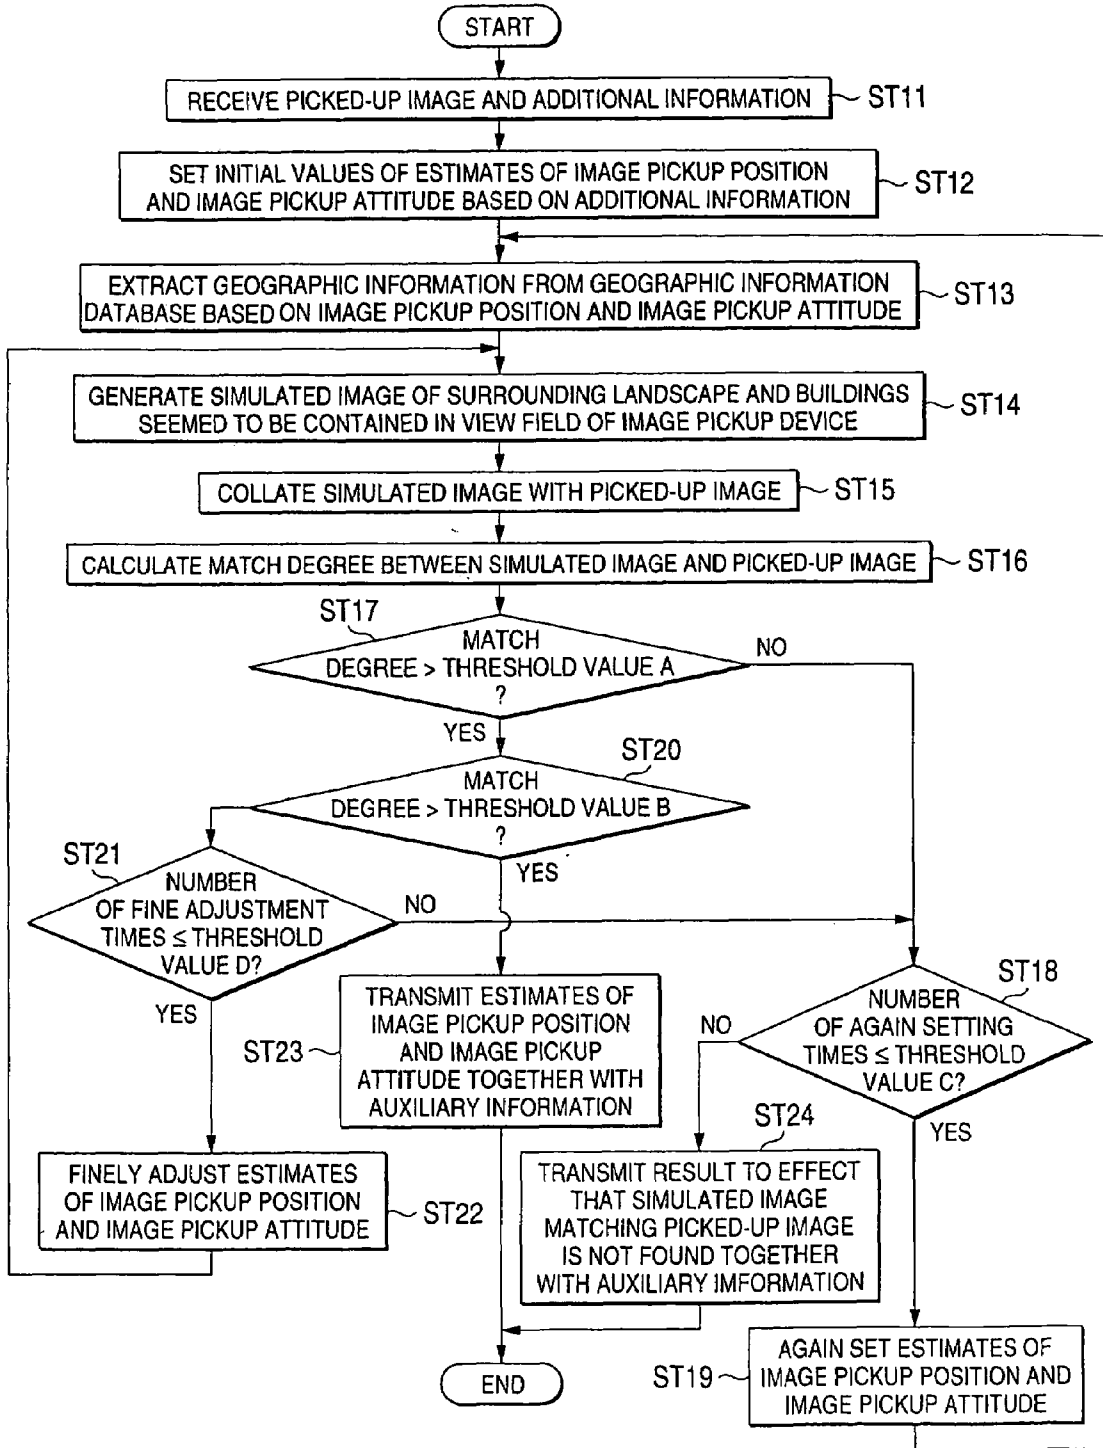 START
RECEIVE PICKED-UP IMAGE AND ADDITIONAL INFORMATION
ST11
SET INITIAL VALUES OF ESTIMATES OF IMAGE PICKUP POSITION
AND IMAGE PICKUP ATTITUDE BASED ON ADDITIONAL INFORMATION
ST12
EXTRACT GEOGRAPHIC INFORMATION FROM GEOGRAPHIC INFORMATION
DATABASE BASED ON IMAGE PICKUP POSITION AND IMAGE PICKUP ATTITUDE
ST13
GENERATE SIMULATED IMAGE OF SURROUNDING LANDSCAPE AND BUILDINGS
SEEMED TO BE CONTAINED IN VIEW FIELD OF IMAGE PICKUP DEVICE
ST14
COLLATE SIMULATED IMAGE WITH PICKED-UP IMAGE
ST15
CALCULATE MATCH DEGREE BETWEEN SIMULATED IMAGE AND PICKED-UP IMAGE
ST16
ST17
MATCH
DEGREE > THRESHOLD VALUE A
?
NO
YES
ST20
MATCH
DEGREE > THRESHOLD VALUE B
?
YES
ST21
NUMBER
OF FINE ADJUSTMENT
TIMES ≤ THRESHOLD
VALUE D?
NO
YES
ST18
NUMBER
OF AGAIN SETTING
TIMES ≤ THRESHOLD
VALUE C?
NO
YES
TRANSMIT ESTIMATES OF
IMAGE PICKUP POSITION
AND IMAGE PICKUP
ATTITUDE TOGETHER WITH
AUXILIARY INFORMATION
ST23
ST24
TRANSMIT RESULT TO EFFECT
THAT SIMULATED IMAGE
MATCHING PICKED-UP IMAGE
IS NOT FOUND TOGETHER
WITH AUXILIARY IMFORMATION
FINELY ADJUST ESTIMATES
OF IMAGE PICKUP POSITION
AND IMAGE PICKUP ATTITUDE
ST22
AGAIN SET ESTIMATES OF
IMAGE PICKUP POSITION AND
IMAGE PICKUP ATTITUDE
ST19
END